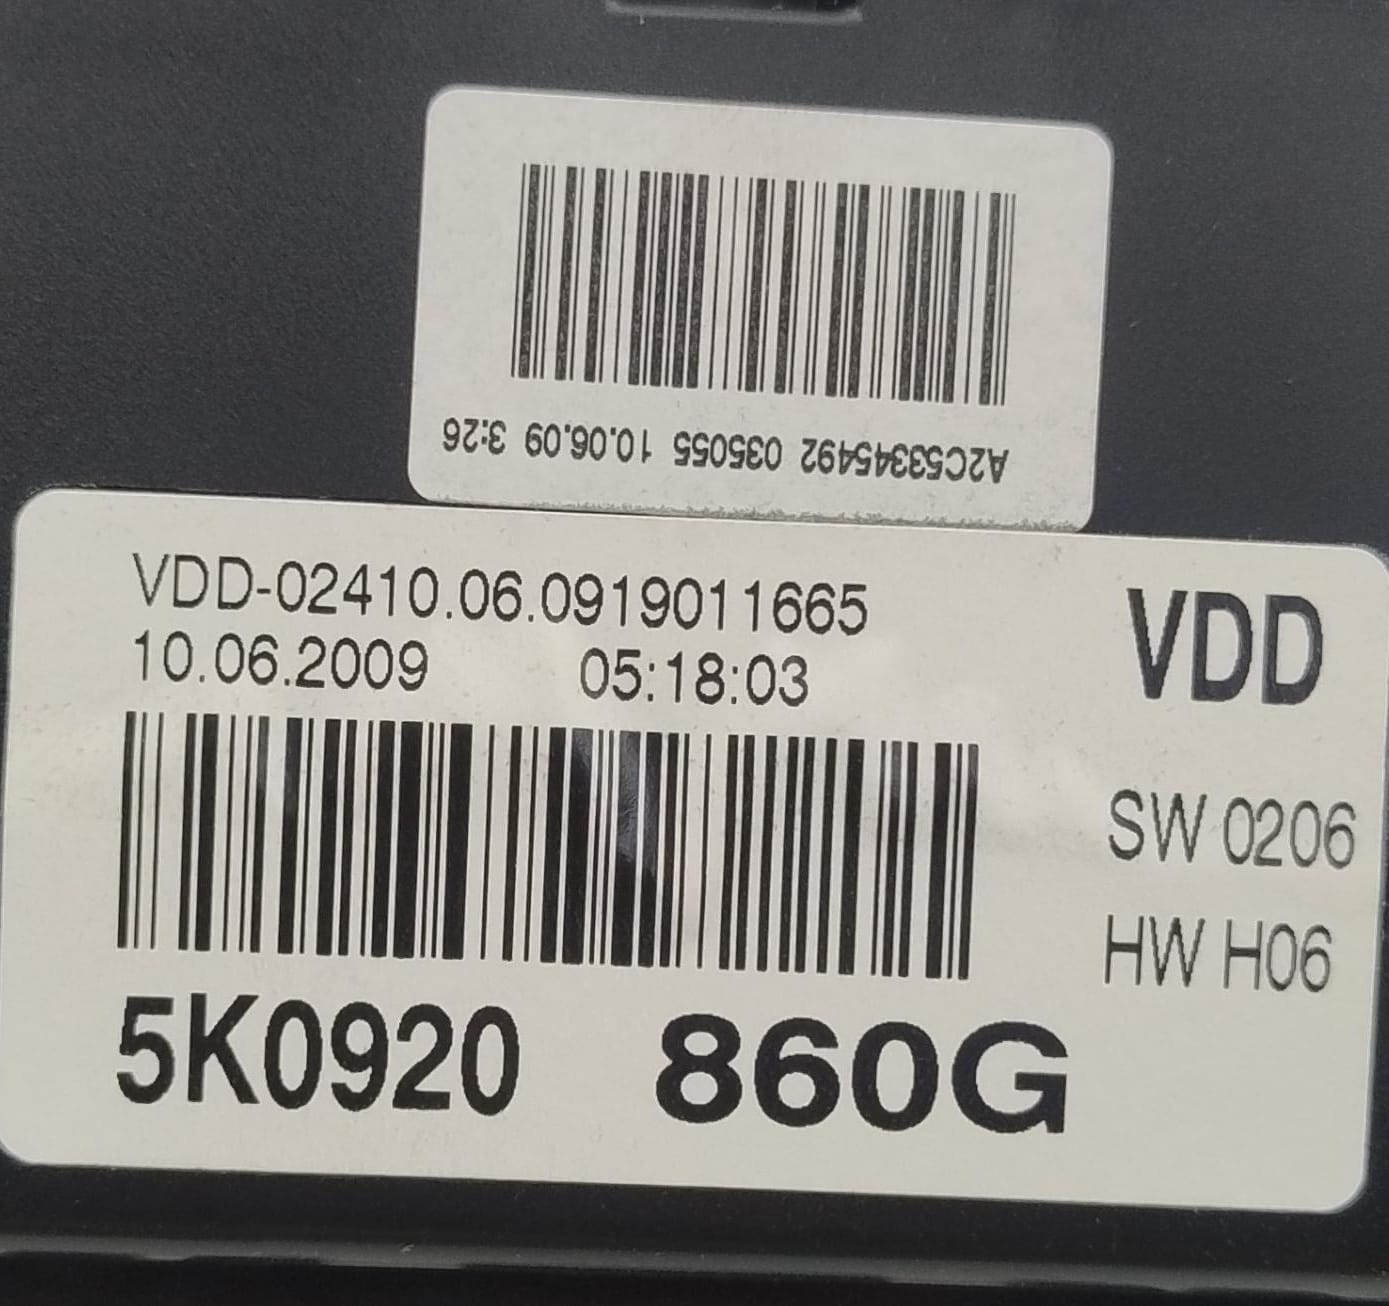 A2C53345492 035055 10.06.09 3:26
VDD-02410.06.0919011665
10.06.2009 05:18:03
VDD
SW 0206
HW H06
5K0920 860G